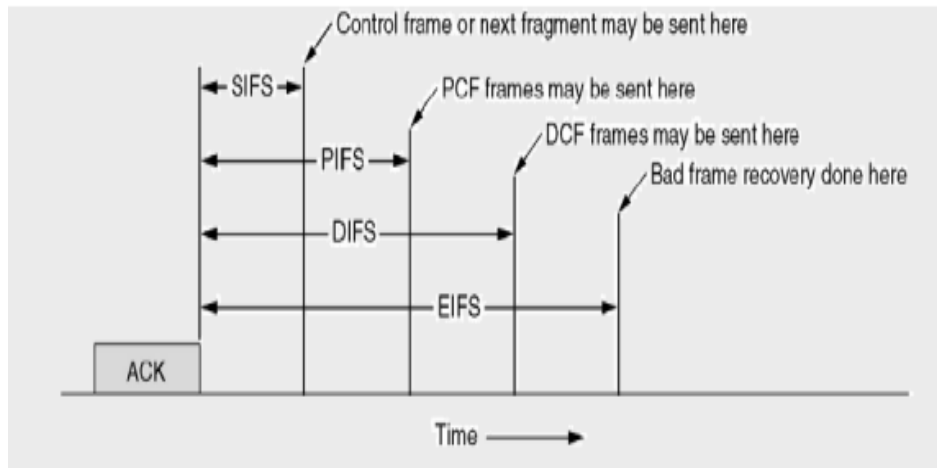 Control frame or next fragment may be sent here
SIFS
PCF frames may be sent here
PIFS
DCF frames may be sent here
Bad frame recovery done here
DIFS
EIFS
ACK
Time